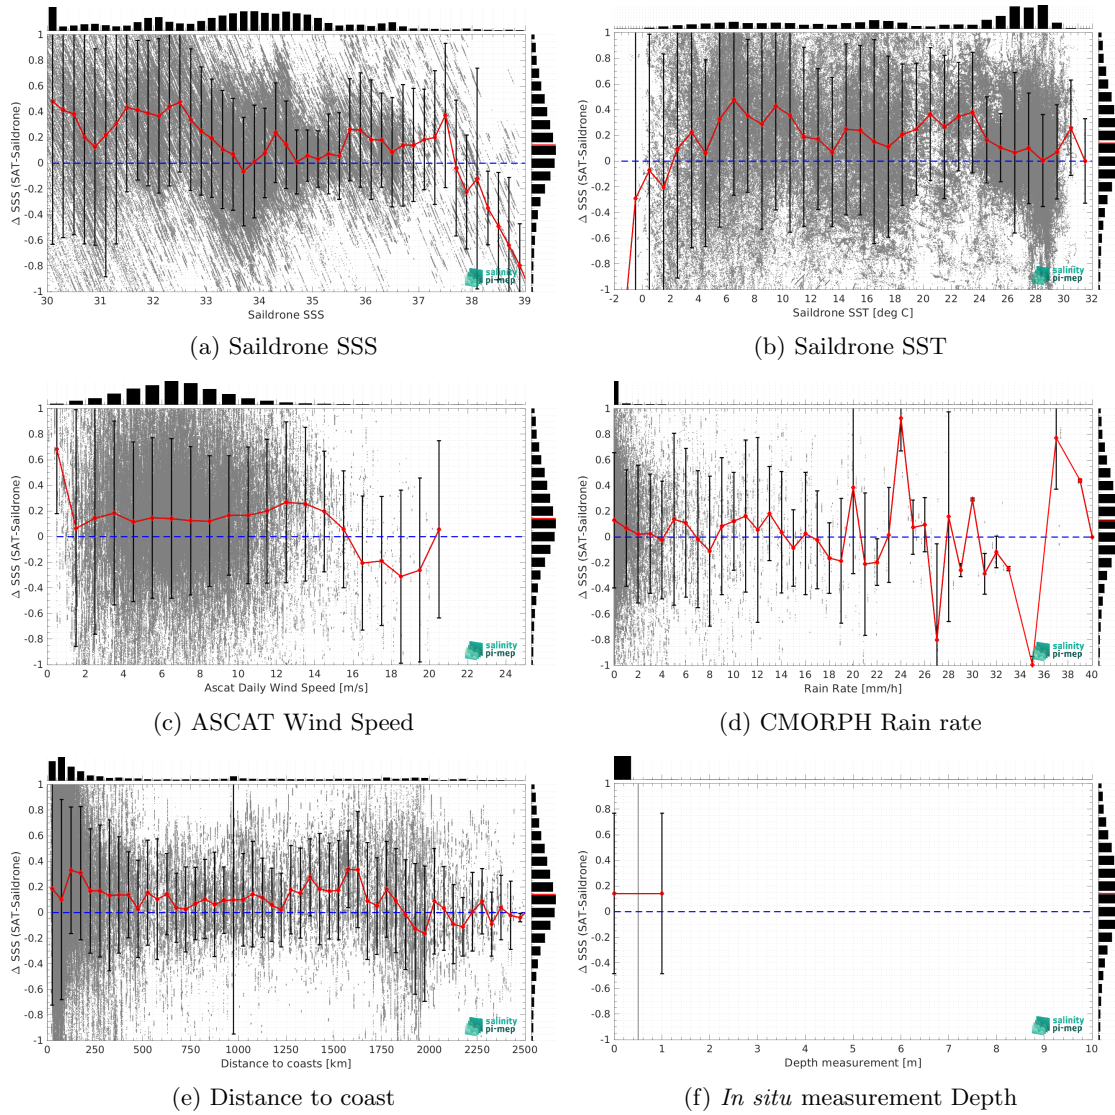 1
0.8
0.6
0.4
0.2
0
-0.2
-0.4
-0.6
-0.8
-1
Δ SSS (SAT-Saildrone)
30 31 32 33 34 35 36 37 38 39
Saildrone SSS
salinity
pi-mep
(a) Saildrone SSS
1
0.8
0.6
0.4
0.2
0
-0.2
-0.4
-0.6
-0.8
-1
Δ SSS (SAT-Saildrone)
-2 0 2 4 6 8 10 12 14 16 18 20 22 24 26 28 30 32
Saildrone SST [deg C]
salinity
pi-mep
(b) Saildrone SST
1
0.8
0.6
0.4
0.2
0
-0.2
-0.4
-0.6
-0.8
-1
Δ SSS (SAT-Saildrone)
0 2 4 6 8 10 12 14 16 18 20 22 24
Ascat Daily Wind Speed [m/s]
salinity
pi-mep
(c) ASCAT Wind Speed
1
0.8
0.6
0.4
0.2
0
-0.2
-0.4
-0.6
-0.8
-1
Δ SSS (SAT-Saildrone)
0 2 4 6 8 10 12 14 16 18 20 22 24 26 28 30 32 34 36 38 40
Rain Rate [mm/h]
salinity
pi-mep
(d) CMORPH Rain rate
1
0.8
0.6
0.4
0.2
0
-0.2
-0.4
-0.6
-0.8
-1
Δ SSS (SAT-Saildrone)
0 250 500 750 1000 1250 1500 1750 2000 2250 2500
Distance to coasts [km]
salinity
pi-mep
(e) Distance to coast
1
0.8
0.6
0.4
0.2
0
-0.2
-0.4
-0.6
-0.8
-1
Δ SSS (SAT-Saildrone)
0 1 2 3 4 5 6 7 8 9 10
Depth measurement [m]
salinity
pi-mep
(f) In situ measurement Depth